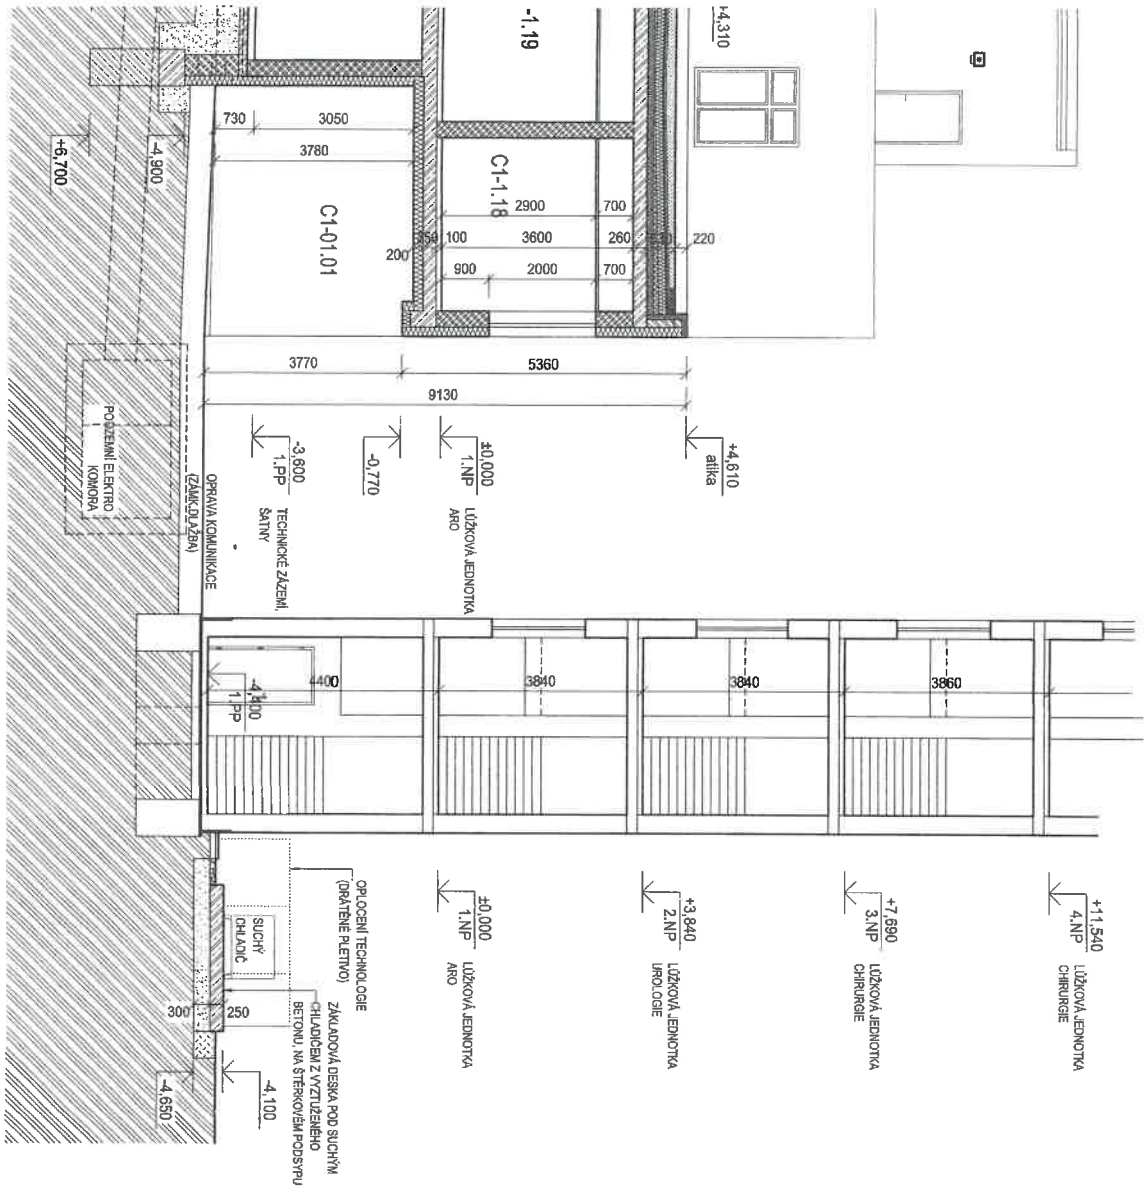 -1.19
+4,310
730
3050
3780
+6,700
-4,900
C1-01.01
C1-1.18
2900
700
200
350
100
3600
260
220
900
2000
700
3770
5360
9130
PODZEMNÍ ELEKTRO
KOMORA
OPRAVA KOMUNIKACE
(ZÁMK.DLAŽBA)
-3,600
1.PP
TECHNICKÉ ZÁZEMÍ,
ŠATNY
-0,770
±0,000
1.NP
LŮŽKOVÁ JEDNOTKA
ARO
+4,610
atika
1.PP
4400
3840
3840
3860
SUCHÝ
CHLADIČ
OPLOCENÍ TECHNOLOGIE
(DRÁTĚNÉ PLETIVO)
ZÁKLADOVÁ DESKA POD SUCHÝM
CHLADIČEM Z VYZTUŽENÉHO
BETONU, NA ŠTĚRKOVÉM PODSYPU
300
250
-4,650
-4,100
±0,000
1.NP
LŮŽKOVÁ JEDNOTKA
ARO
+3,840
2.NP
LŮŽKOVÁ JEDNOTKA
UROLOGIE
+7,690
3.NP
LŮŽKOVÁ JEDNOTKA
CHIRURGIE
+11,540
4.NP
LŮŽKOVÁ JEDNOTKA
CHIRURGIE